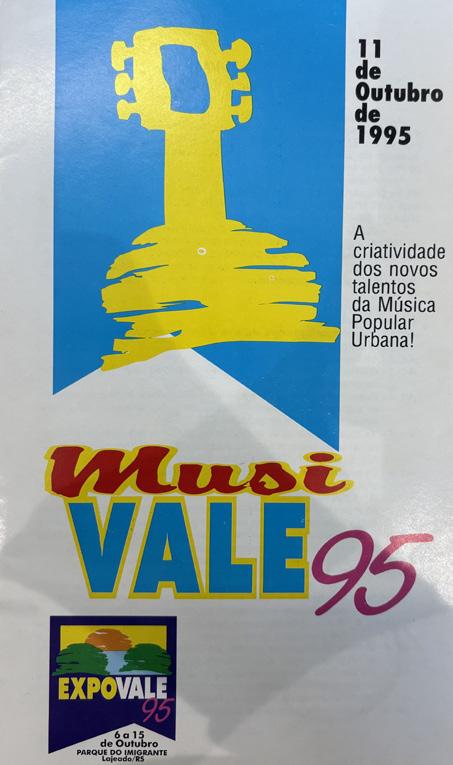 11
de
Outubro
de
1995
A
criatividade
dos novos
talentos
da Música
Popular
Urbana!
Musi
VALE 95
EXPOVALE
95
6 a 15
de Outubro
PARQUE DO IMIGRANTE
Lajeado/RS